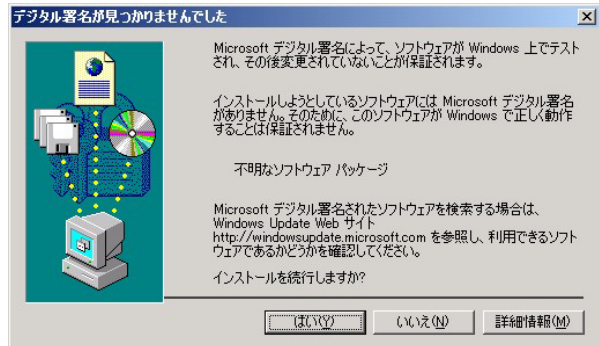 デジタル署名が見つかりませんでした
Microsoft デジタル署名によって、ソフトウェアが Windows 上でテスト
され、その後変更されていないことが保証されます。
インストールしようとしているソフトウェアには Microsoft デジタル署名
がありません。そのために、このソフトウェアが Windows で正しく動作
することは保証されません。
不明なソフトウェア パッケージ
Microsoft デジタル署名されたソフトウェアを検索する場合は、
Windows Update Web サイト
http://windowsupdate.microsoft.com を参照し、利用できるソフト
ウェアであるかどうかを確認してください。
インストールを続行しますか?
はい(Y) いいえ(N) 詳細情報(M)